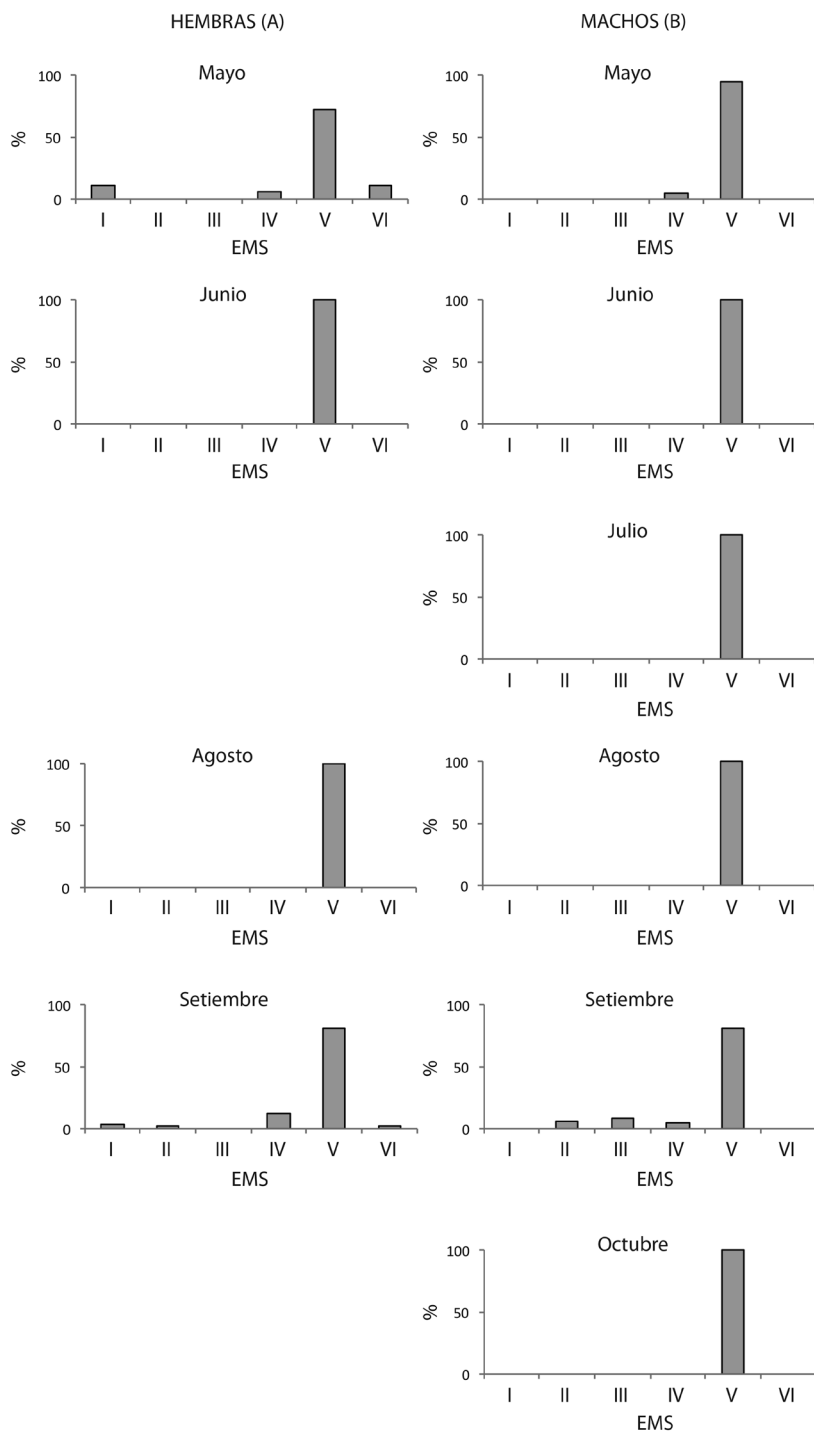 HEMBRAS (A)
MACHOS (B)
Mayo
100
50
0
%
I II III IV V VI
EMS
Mayo
100
50
0
%
I II III IV V VI
EMS
Junio
100
50
0
%
I II III IV V VI
EMS
Junio
100
50
0
%
I II III IV V VI
EMS
Julio
100
50
0
%
I II III IV V VI
EMS
Agosto
100
50
0
%
I II III IV V VI
EMS
Agosto
100
50
0
%
I II III IV V VI
EMS
Setiembre
100
50
0
%
I II III IV V VI
EMS
Setiembre
100
50
0
%
I II III IV V VI
EMS
Octubre
100
50
0
%
I II III IV V VI
EMS